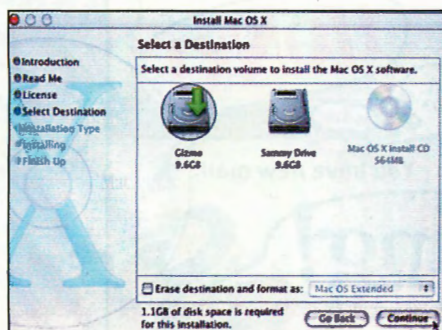 Install Mac OS X
Select a Destination
Introduction
Read Me
License
Select Destination
Installation Type
Installing
Finish Up
Select a destination volume to install the Mac OS X software.
Gizmo
9.6GB
Sammy Drive
9.6GB
Mac OS X Install CD
564MB
Erase destination and format as: Mac OS Extended
1.1GB of disk space is required
for this installation.
Go Back
Continue